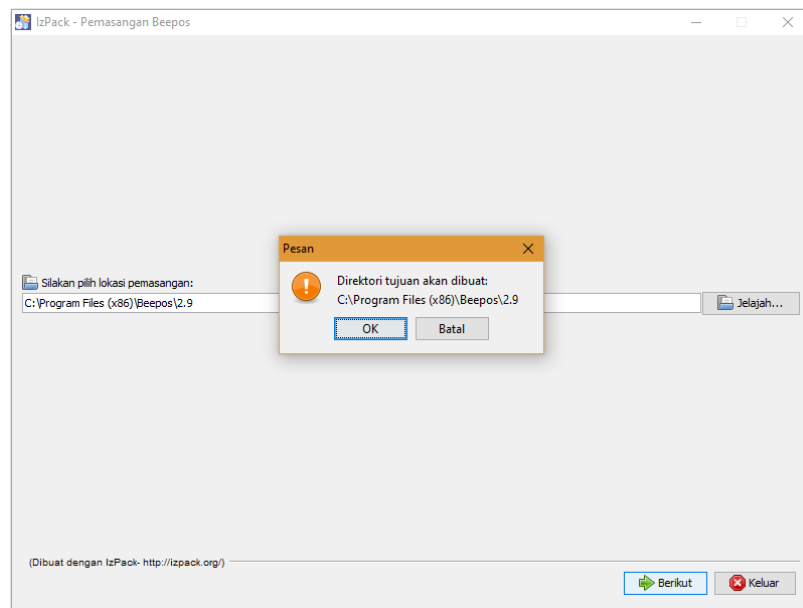 IzPack - Pemasangan Beepos
Pesan
Direktori tujuan akan dibuat:
C:\Program Files (x86)\Beepos\2.9
OK
Batal
Silakan pilih lokasi pemasangan:
C:\Program Files (x86)\Beepos\2.9
Jelajah...
(Dibuat dengan IzPack- http://izpack.org/)
Berikut
Keluar